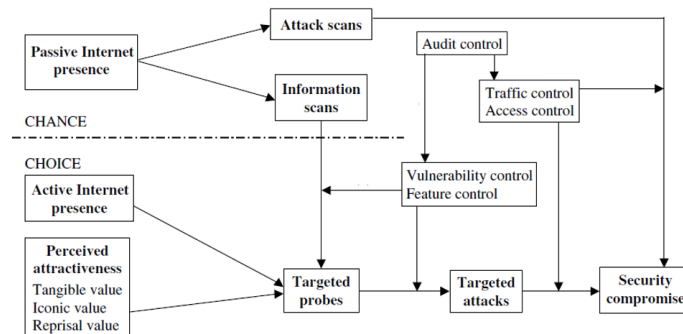 Attack scans
Passive Internet
presence
Audit control
Information
scans
Traffic control
Access control
CHANCE
CHOICE
Active Internet
presence
Vulnerability control
Feature control
Perceived
attractiveness
Tangible value
Iconic value
Reprisal value
Targeted
probes
Targeted
attacks
Security
compromise